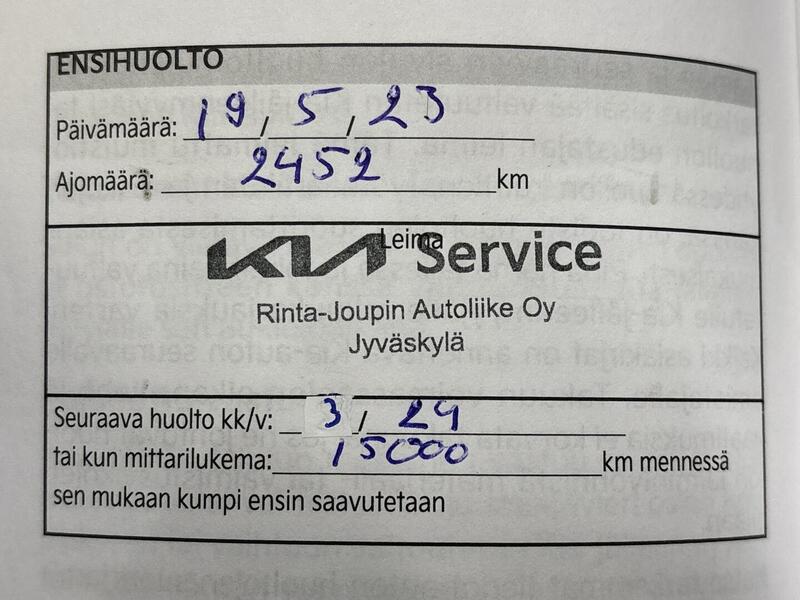 ENSIHUOLTO
Päivämäärä: 19 / 5 / 23
Ajomäärä: 2452 km
Leima
KIA Service
Rinta-Joupin Autoliike Oy
Jyväskylä
Seuraava huolto kk/v: 3 / 24
tai kun mittarilukema: 15000 km mennessä
sen mukaan kumpi ensin saavutetaan